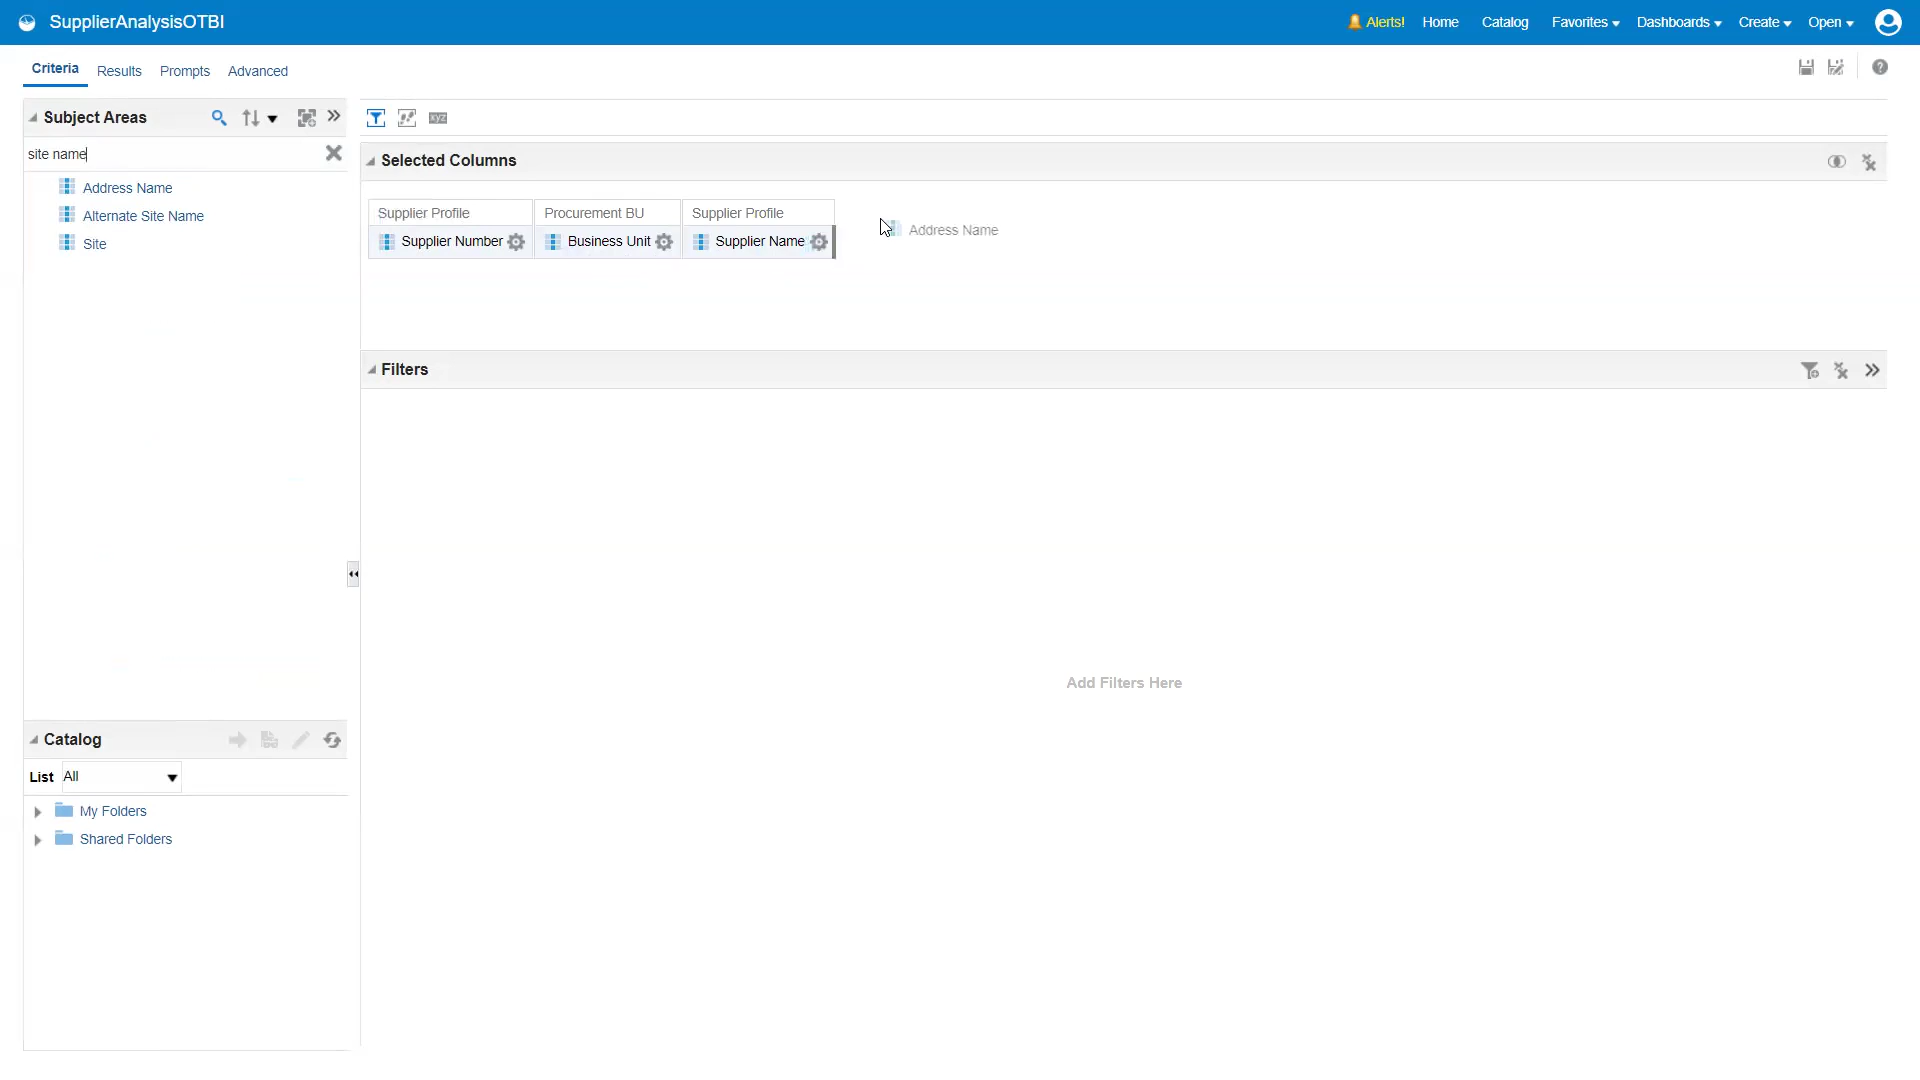 SupplierAnalysisOTBI
Alerts! Home Catalog Favorites Dashboards Create Open
Criteria Results Prompts Advanced
Subject Areas
site name
Address Name
Alternate Site Name
Site
xyz
Selected Columns
Supplier Profile Procurement BU Supplier Profile
Supplier Number Business Unit Supplier Name
Address Name
Filters
Add Filters Here
Catalog
List All
My Folders
Shared Folders